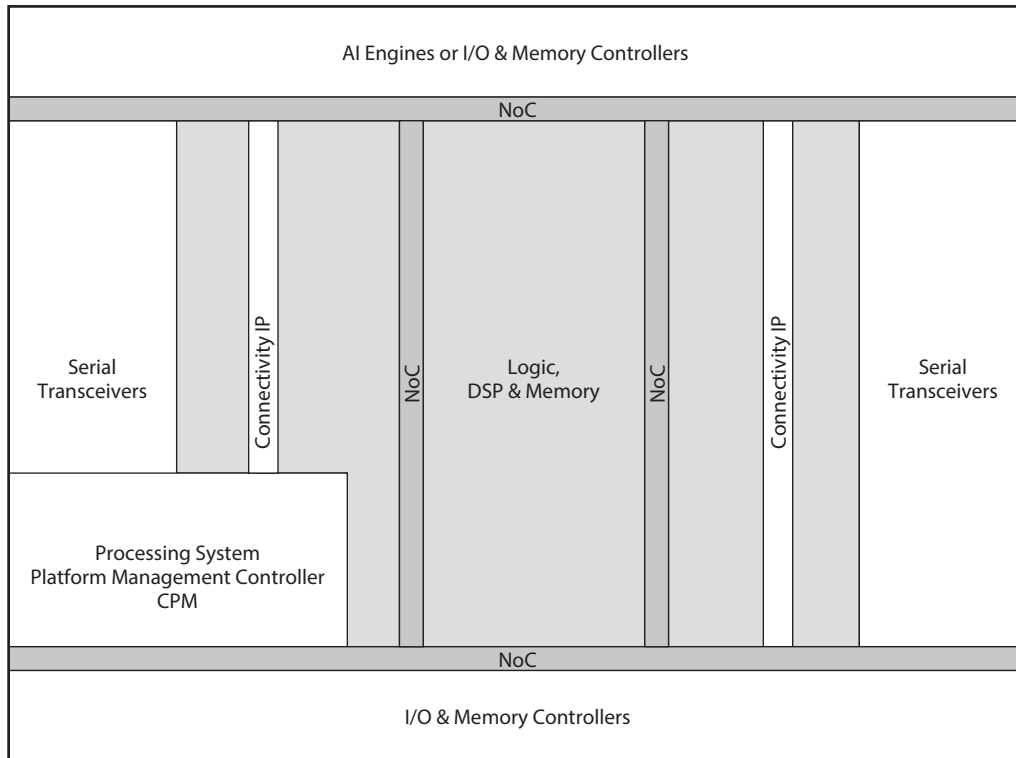 AI Engines or I/O & Memory Controllers
NoC
Serial
Transceivers
Connectivity IP
NoC
Logic,
DSP & Memory
NoC
Connectivity IP
Serial
Transceivers
Processing System
Platform Management Controller
CPM
NoC
I/O & Memory Controllers